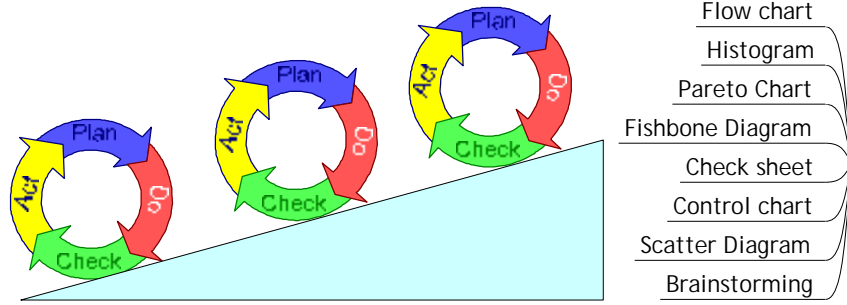 Plan
Do
Check
Act
Plan
Do
Check
Act
Plan
Do
Check
Act
Flow chart
Histogram
Pareto Chart
Fishbone Diagram
Check sheet
Control chart
Scatter Diagram
Brainstorming